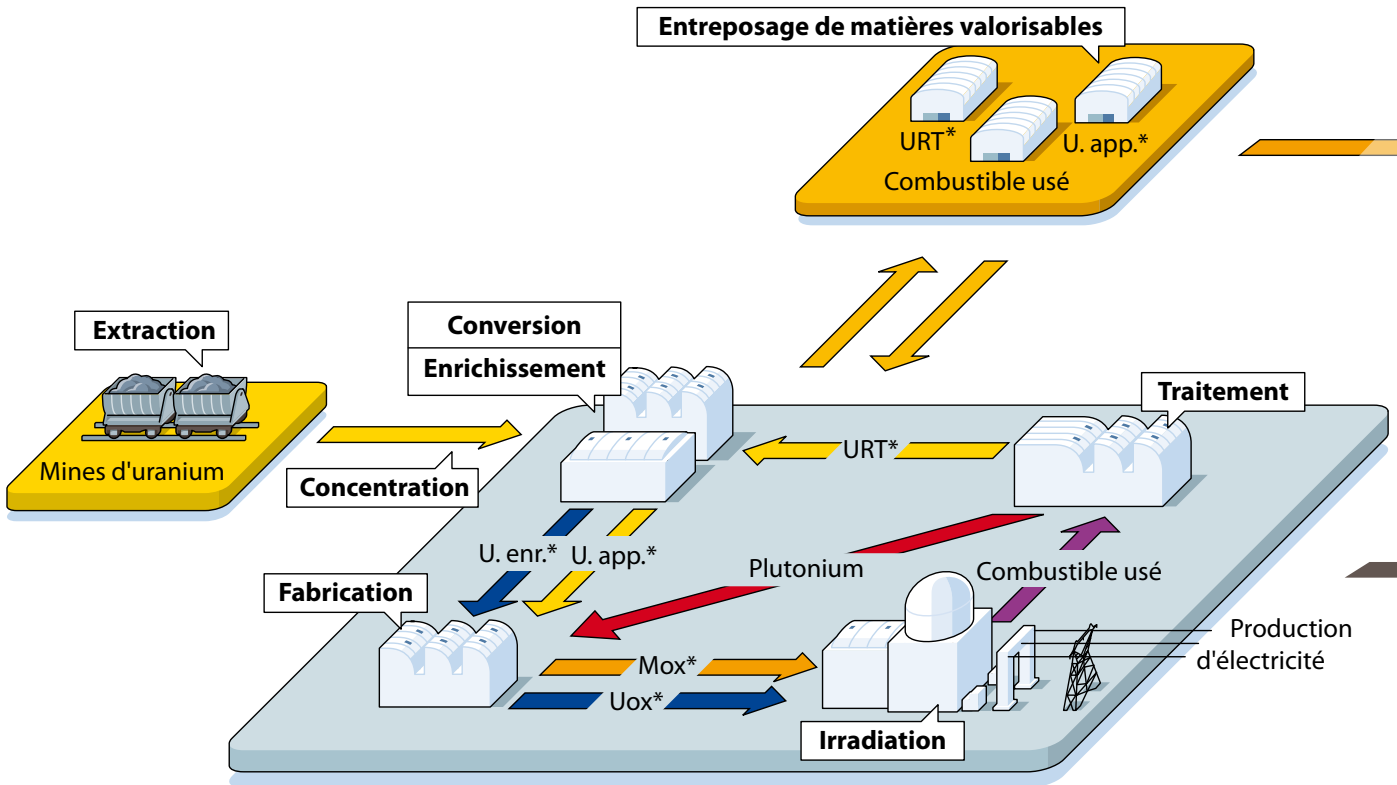 Entreposage de matières valorisables
URT*
U. app.*
Combustible usé
Extraction
Mines d'uranium
Concentration
Conversion
Enrichissement
Traitement
URT*
U. enr.*
U. app.*
Plutonium
Combustible usé
Fabrication
Mox*
Uox*
Irradiation
Production
d'électricité